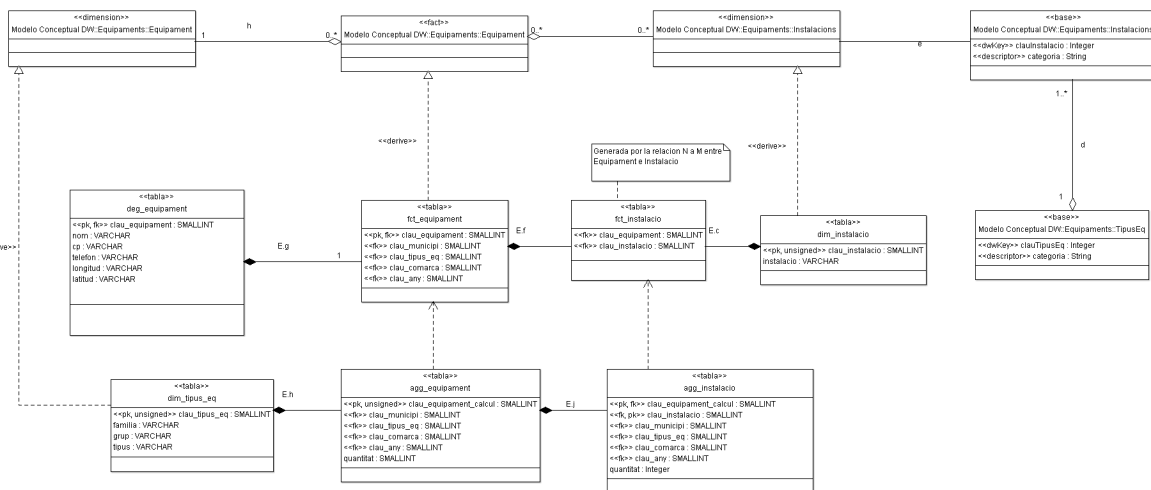 <<dimension>>
Modelo Conceptual DW::Equipaments::Equipament
h
1
0..*
<<fact>>
Modelo Conceptual DW::Equipaments::Equipament
0..*
0..*
<<dimension>>
Modelo Conceptual DW::Equipaments::Instalacions
e
<<base>>
Modelo Conceptual DW::Equipaments::Instalacions
<<dwKey>> clauInstalacio : Integer
<<descriptor>> categoria : String
1..*
d
1
<<derive>>
Generada por la relacion N a M entre
Equipament e Instalacio
<<derive>>
<<tabla>>
deg_equipament
<<pk, fk>> clau_equipament : SMALLINT
nom : VARCHAR
cp : VARCHAR
telefon : VARCHAR
longitud : VARCHAR
latitud : VARCHAR
E.g
1
<<tabla>>
fct_equipament
<<pk, fk>> clau_equipament : SMALLINT
<<fk>> clau_municipi : SMALLINT
<<fk>> clau_tipus_eq : SMALLINT
<<fk>> clau_comarca : SMALLINT
<<fk>> clau_any : SMALLINT
E.f
<<tabla>>
fct_instalacio
<<fk>> clau_equipament : SMALLINT
<<fk>> clau_instalacio : SMALLINT
E.c
<<tabla>>
dim_instalacio
<<pk, unsigned>> clau_instalacio : SMALLINT
instalacio : VARCHAR
<<base>>
Modelo Conceptual DW::Equipaments::TipusEq
<<dwKey>> clauTipusEq : Integer
<<descriptor>> categoria : String
ve>>
<<tabla>>
dim_tipus_eq
<<pk, unsigned>> clau_tipus_eq : SMALLINT
familia : VARCHAR
grup : VARCHAR
tipus : VARCHAR
E.h
<<tabla>>
agg_equipament
<<pk, unsigned>> clau_equipament_calcul : SMALLINT
<<fk>> clau_municipi : SMALLINT
<<fk>> clau_tipus_eq : SMALLINT
<<fk>> clau_comarca : SMALLINT
<<fk>> clau_any : SMALLINT
quantitat : SMALLINT
E.j
<<tabla>>
agg_instalacio
<<pk, fk>> clau_equipament_calcul : SMALLINT
<<fk, pk>> clau_instalacio : SMALLINT
<<fk>> clau_municipi : SMALLINT
<<fk>> clau_tipus_eq : SMALLINT
<<fk>> clau_comarca : SMALLINT
<<fk>> clau_any : SMALLINT
quantitat : Integer